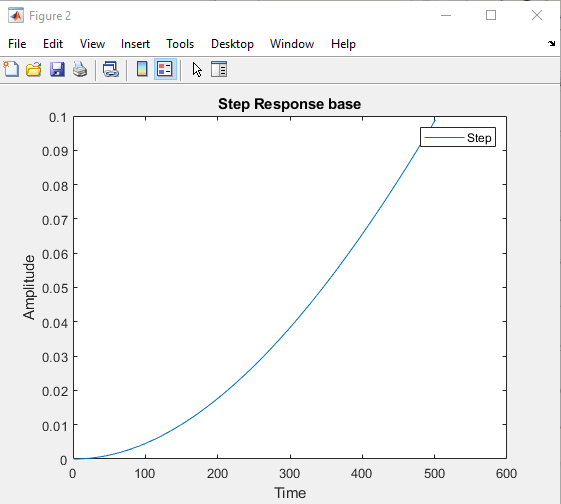 Figure 2
File Edit View Insert Tools Desktop Window Help
Step Response base
0.1
0.09
0.08
0.07
0.06
0.05
0.04
0.03
0.02
0.01
0
Amplitude
Step
0 100 200 300 400 500 600
Time